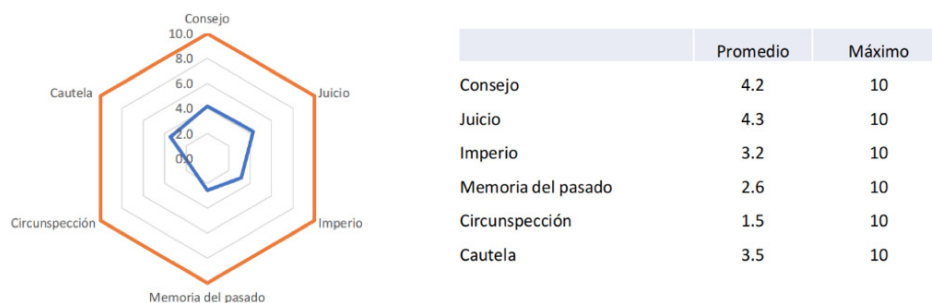 Consejo
10.0
8.0
6.0
4.0
2.0
0.0
Cautela
Juicio
Circunspección
Imperio
Memoria del pasado
Promedio Máximo
Consejo 4.2 10
Juicio 4.3 10
Imperio 3.2 10
Memoria del pasado 2.6 10
Circunspección 1.5 10
Cautela 3.5 10